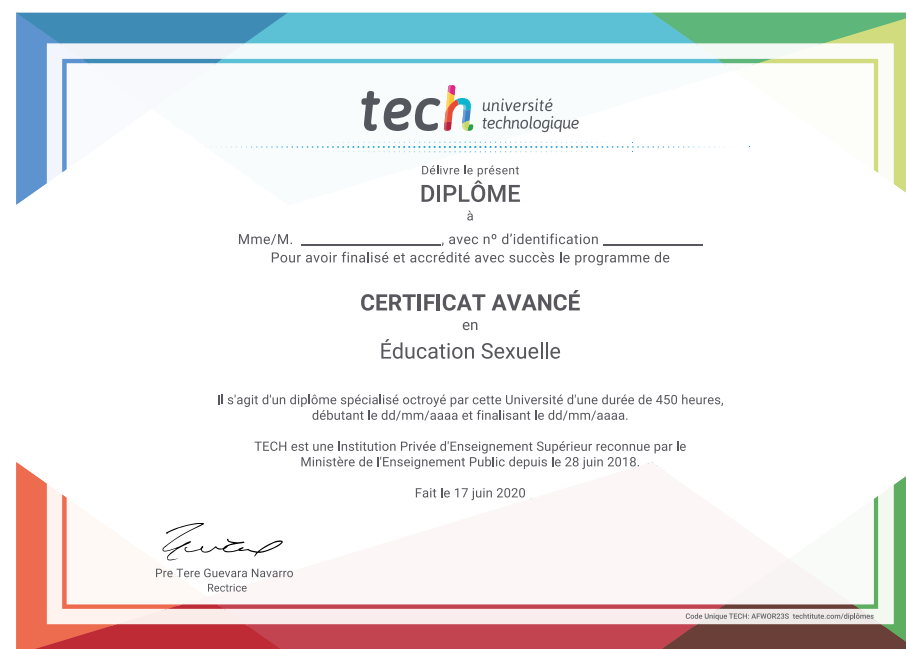 tech université
technologique
Délivre le présent
DIPLÔME
à
Mme/M. ____________________, avec nº d'identification ______________
Pour avoir finalisé et accrédité avec succès le programme de
CERTIFICAT AVANCÉ
en
Éducation Sexuelle
Il s'agit d'un diplôme spécialisé octroyé par cette Université d'une durée de 450 heures,
débutant le dd/mm/aaaa et finalisant le dd/mm/aaaa.
TECH est une Institution Privée d'Enseignement Supérieur reconnue par le
Ministère de l'Enseignement Public depuis le 28 juin 2018.
Fait le 17 juin 2020
Pre Tere Guevara Navarro
Rectrice
Code Unique TECH: AFWOR23S techtitute.com/diplômes